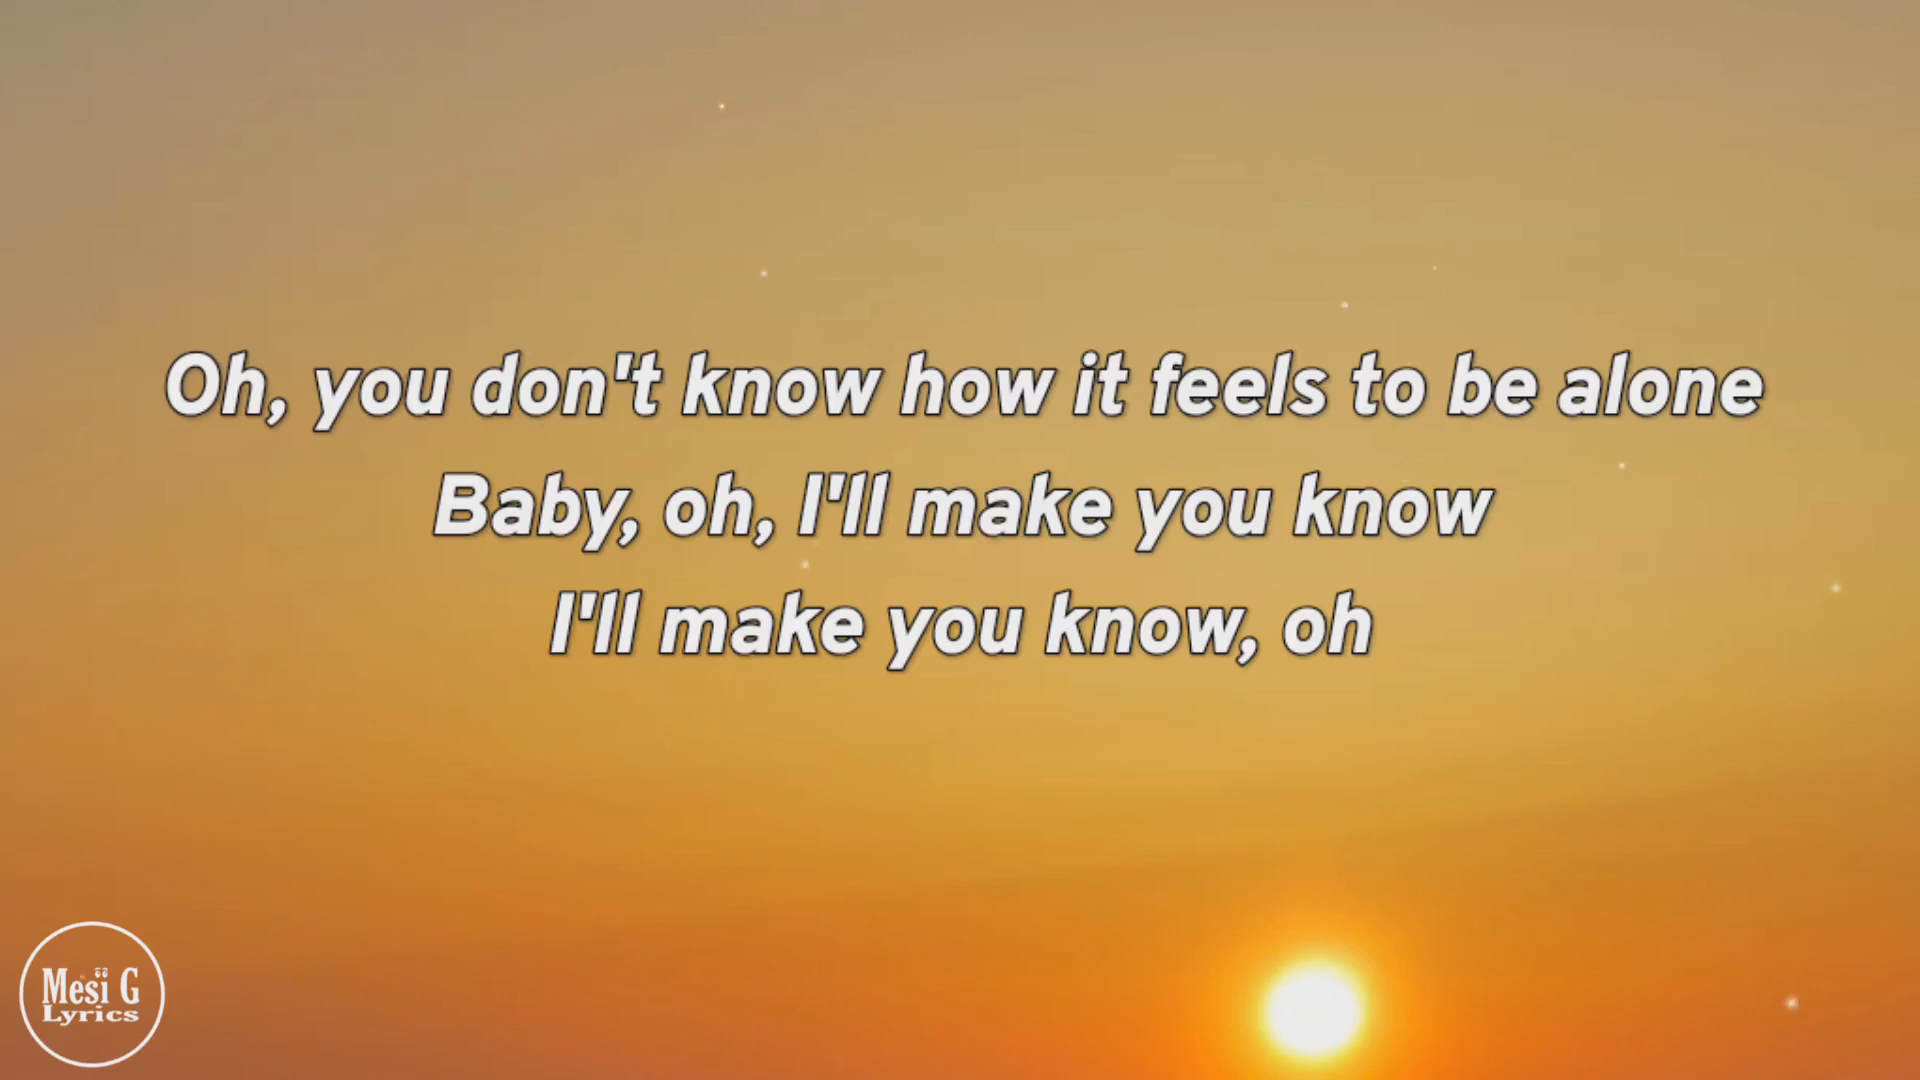 Oh, you don't know how it feels to be alone
Baby, oh, I'll make you know
I'll make you know, oh
Mesi G
Lyrics